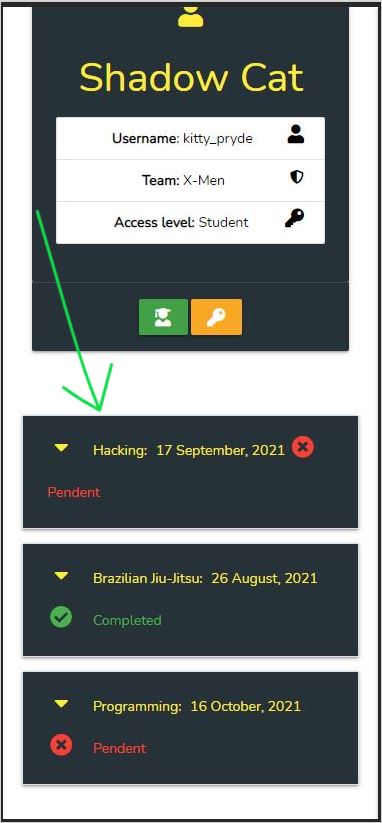 Shadow Cat
Username: kitty_pryde
Team: X-Men
Access level: Student
Hacking: 17 September, 2021
Pendent
Brazilian Jiu-Jitsu: 26 August, 2021
Completed
Programming: 16 October, 2021
Pendent